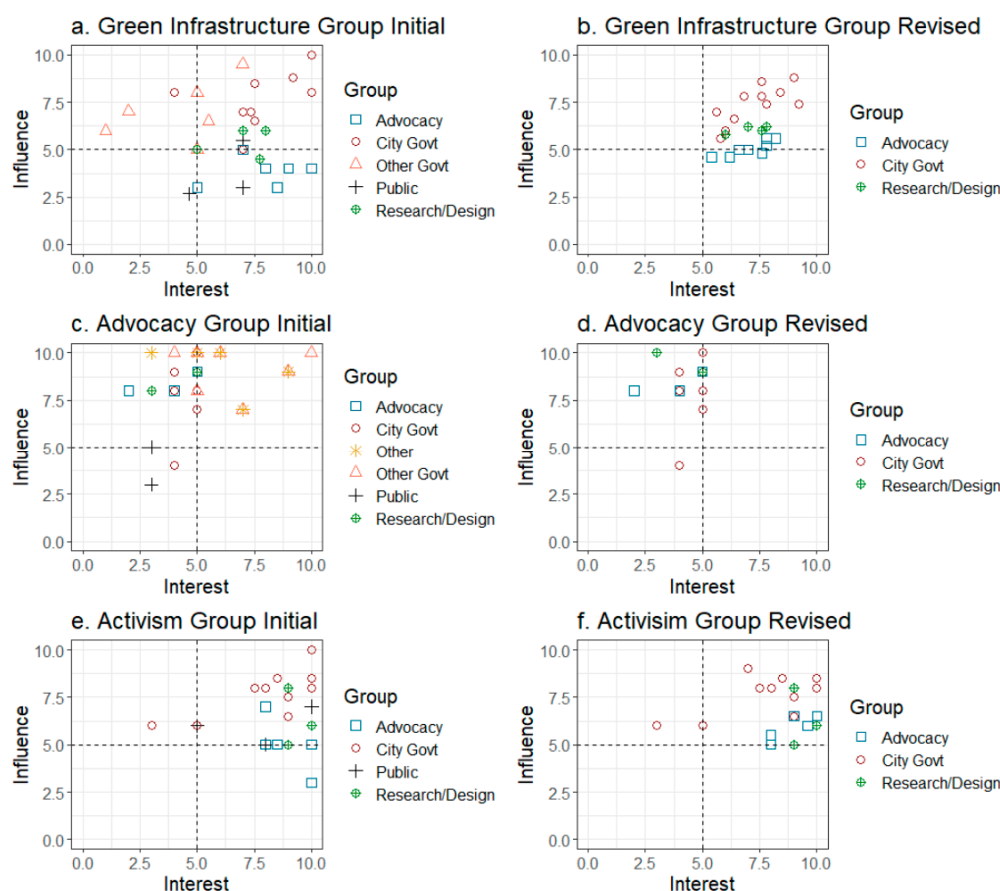 a. Green Infrastructure Group Initial
10.0
7.5
5.0
2.5
0.0
Influence
0.0 2.5 5.0 7.5 10.0
Interest
Group
Advocacy
City Govt
Other Govt
Public
Research/Design
b. Green Infrastructure Group Revised
10.0
7.5
5.0
2.5
0.0
Influence
0.0 2.5 5.0 7.5 10.0
Interest
Group
Advocacy
City Govt
Research/Design
c. Advocacy Group Initial
10.0
7.5
5.0
2.5
0.0
Influence
0.0 2.5 5.0 7.5 10.0
Interest
Group
Advocacy
City Govt
Other
Other Govt
Public
Research/Design
d. Advocacy Group Revised
10.0
7.5
5.0
2.5
0.0
Influence
0.0 2.5 5.0 7.5 10.0
Interest
Group
Advocacy
City Govt
Research/Design
e. Activism Group Initial
10.0
7.5
5.0
2.5
0.0
Influence
0.0 2.5 5.0 7.5 10.0
Interest
Group
Advocacy
City Govt
Public
Research/Design
f. Activisim Group Revised
10.0
7.5
5.0
2.5
0.0
Influence
0.0 2.5 5.0 7.5 10.0
Interest
Group
Advocacy
City Govt
Research/Design